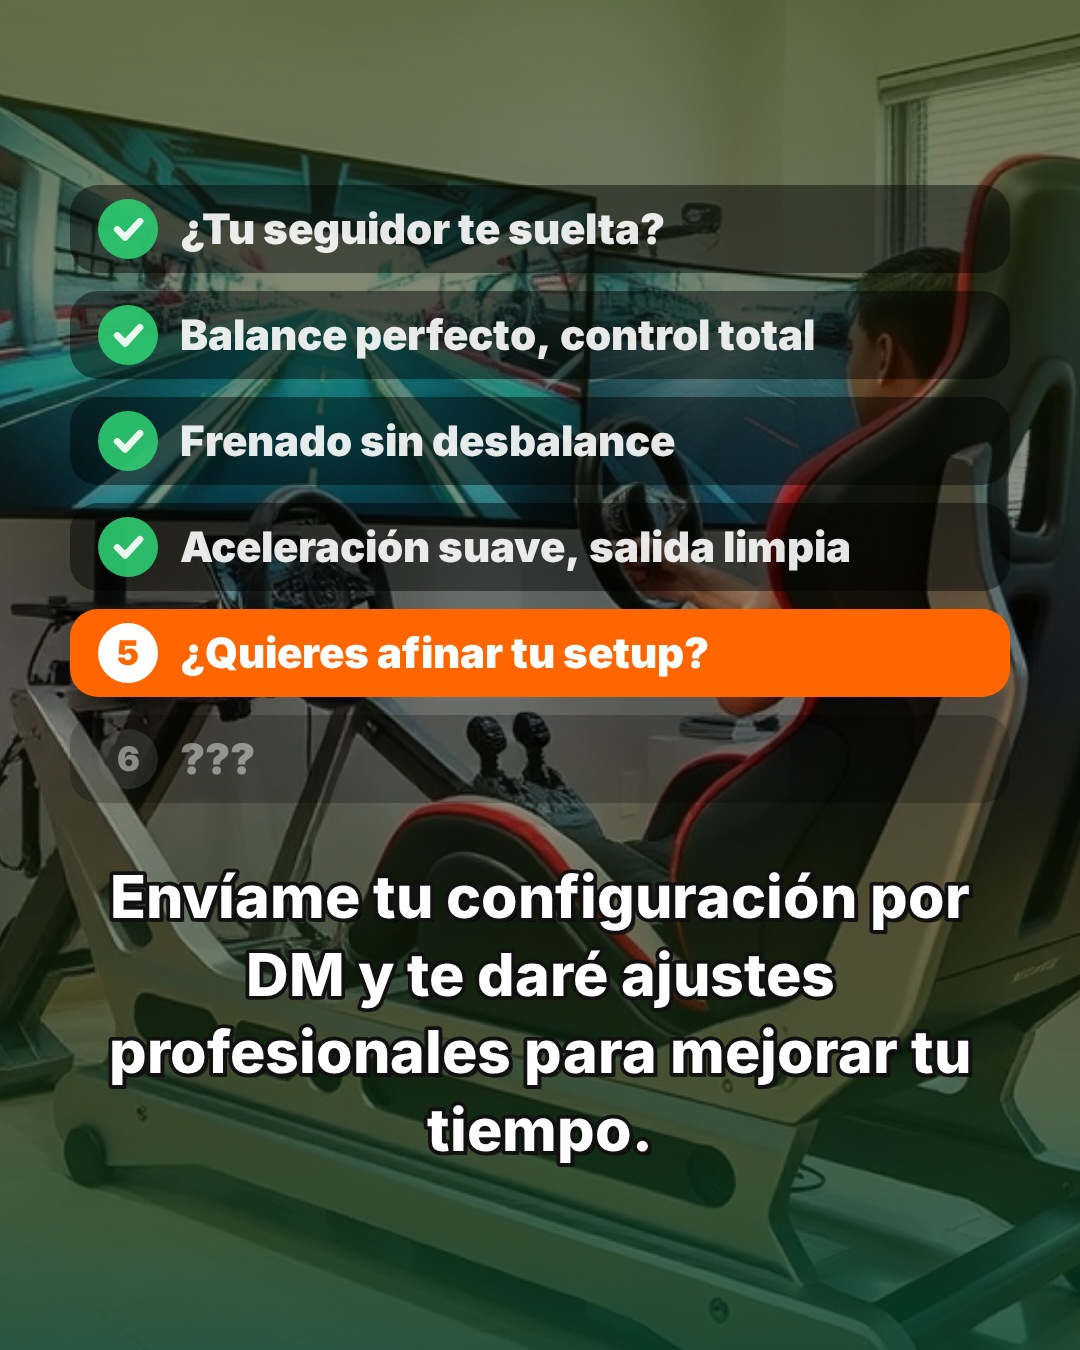 ¿Tu seguidor te suelta?
Balance perfecto, control total
Frenado sin desbalance
Aceleración suave, salida limpia
5 ¿Quieres afinar tu setup?
6 ???
Envíame tu configuración por
DM y te daré ajustes
profesionales para mejorar tu
tiempo.